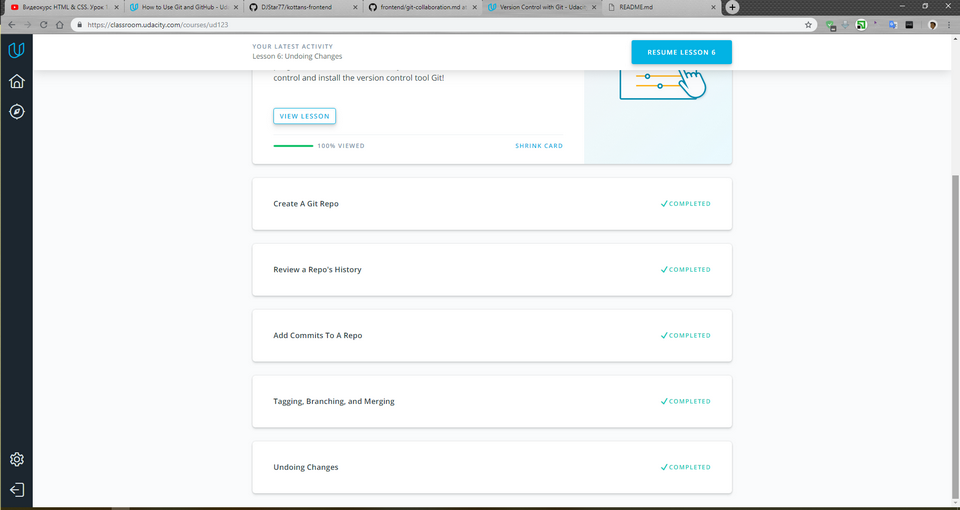 Видеокурс HTML & CSS. Урок 1
How to Use Git and GitHub - Ud
DJStar77/kottans-frontend
frontend/git-collaboration.md a
Version Control with Git - Udac
README.md
https://classroom.udacity.com/courses/ud123
YOUR LATEST ACTIVITY
Lesson 6: Undoing Changes
RESUME LESSON 6
control and install the version control tool Git!
VIEW LESSON
100% VIEWED
SHRINK CARD
Create A Git Repo
COMPLETED
Review a Repo's History
COMPLETED
Add Commits To A Repo
COMPLETED
Tagging, Branching, and Merging
COMPLETED
Undoing Changes
COMPLETED